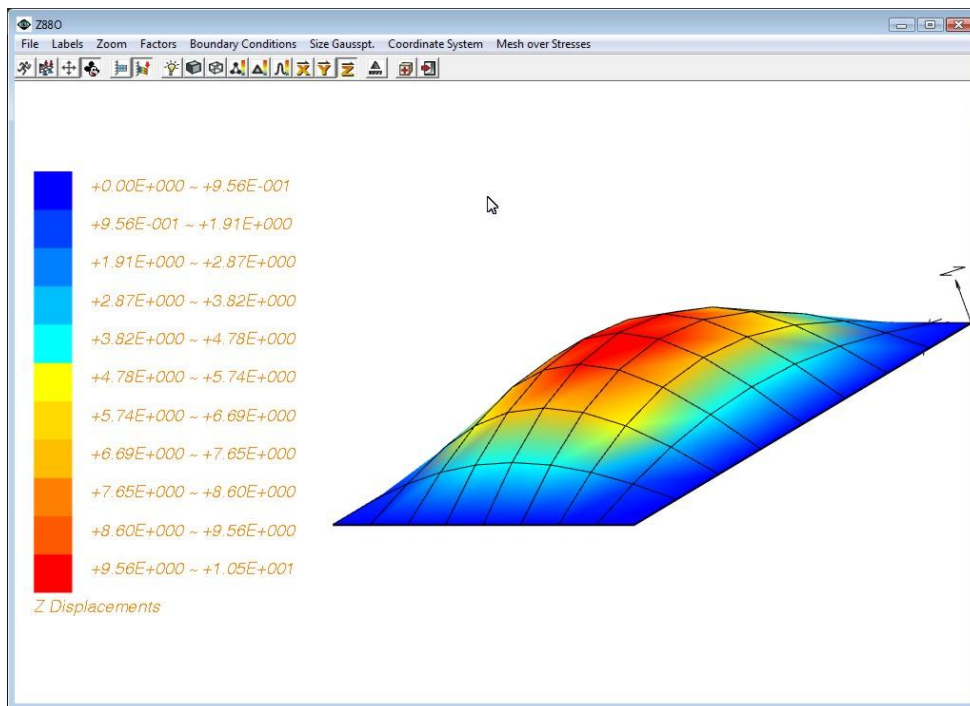 Z88O
File Labels Zoom Factors Boundary Conditions Size Gausspt. Coordinate System Mesh over Stresses
X Y Z
+0.00E+000 ~ +9.56E-001
+9.56E-001 ~ +1.91E+000
+1.91E+000 ~ +2.87E+000
+2.87E+000 ~ +3.82E+000
+3.82E+000 ~ +4.78E+000
+4.78E+000 ~ +5.74E+000
+5.74E+000 ~ +6.69E+000
+6.69E+000 ~ +7.65E+000
+7.65E+000 ~ +8.60E+000
+8.60E+000 ~ +9.56E+000
+9.56E+000 ~ +1.05E+001
Z Displacements
Z